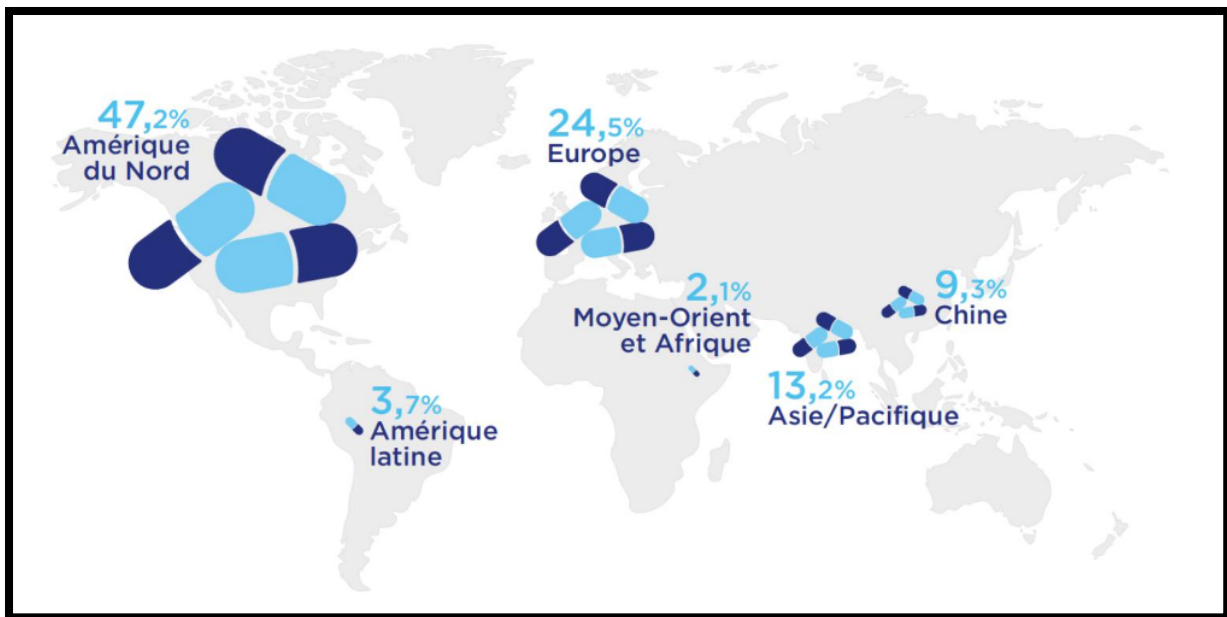 47,2%
Amérique
du Nord
24,5%
Europe
2,1%
Moyen-Orient
et Afrique
9,3%
Chine
13,2%
Asie/Pacifique
3,7%
Amérique
latine